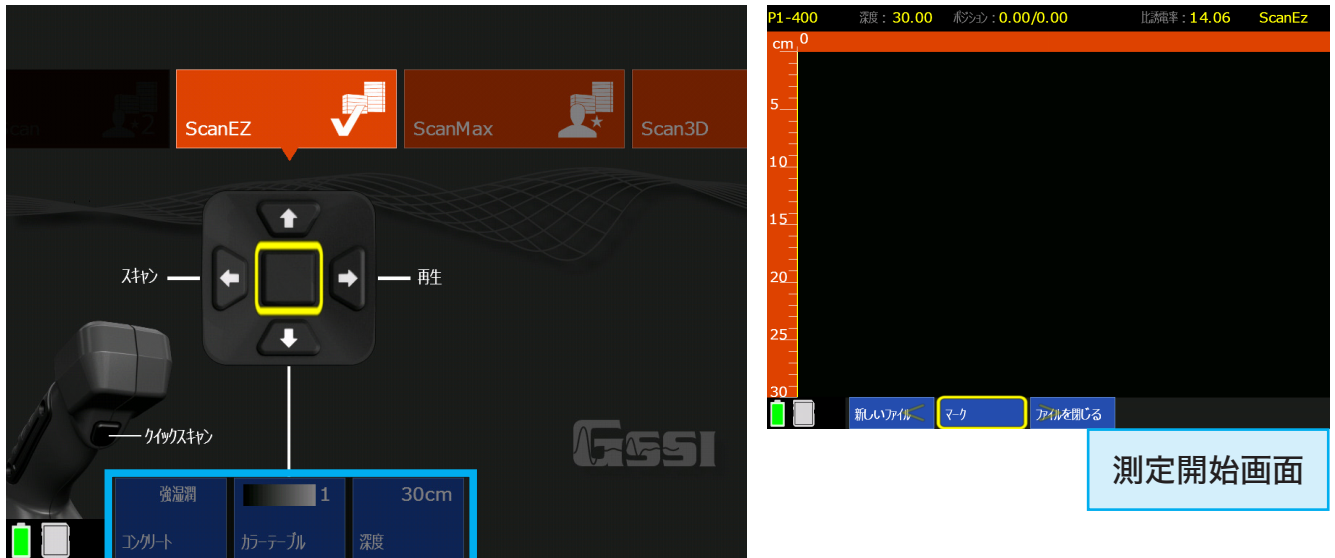 can
ScanEZ
ScanMax
Scan3D
スキャン
再生
クイックスキャン
GSSI
強湿潤
1
30cm
コンクリート
カラーテーブル
深度
P1-400 深度 : 30.00 ポジション : 0.00/0.00 比誘電率 : 14.06 ScanEz
cm 0
5
10
15
20
25
30
新しいファイル
マーク
ファイルを閉じる
測定開始画面